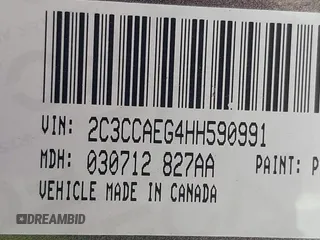 VIN: 2C3CCAEG4HH590991
MDH: 030712 827AA PAINT: P
VEHICLE MADE IN CANADA
DREAMBID